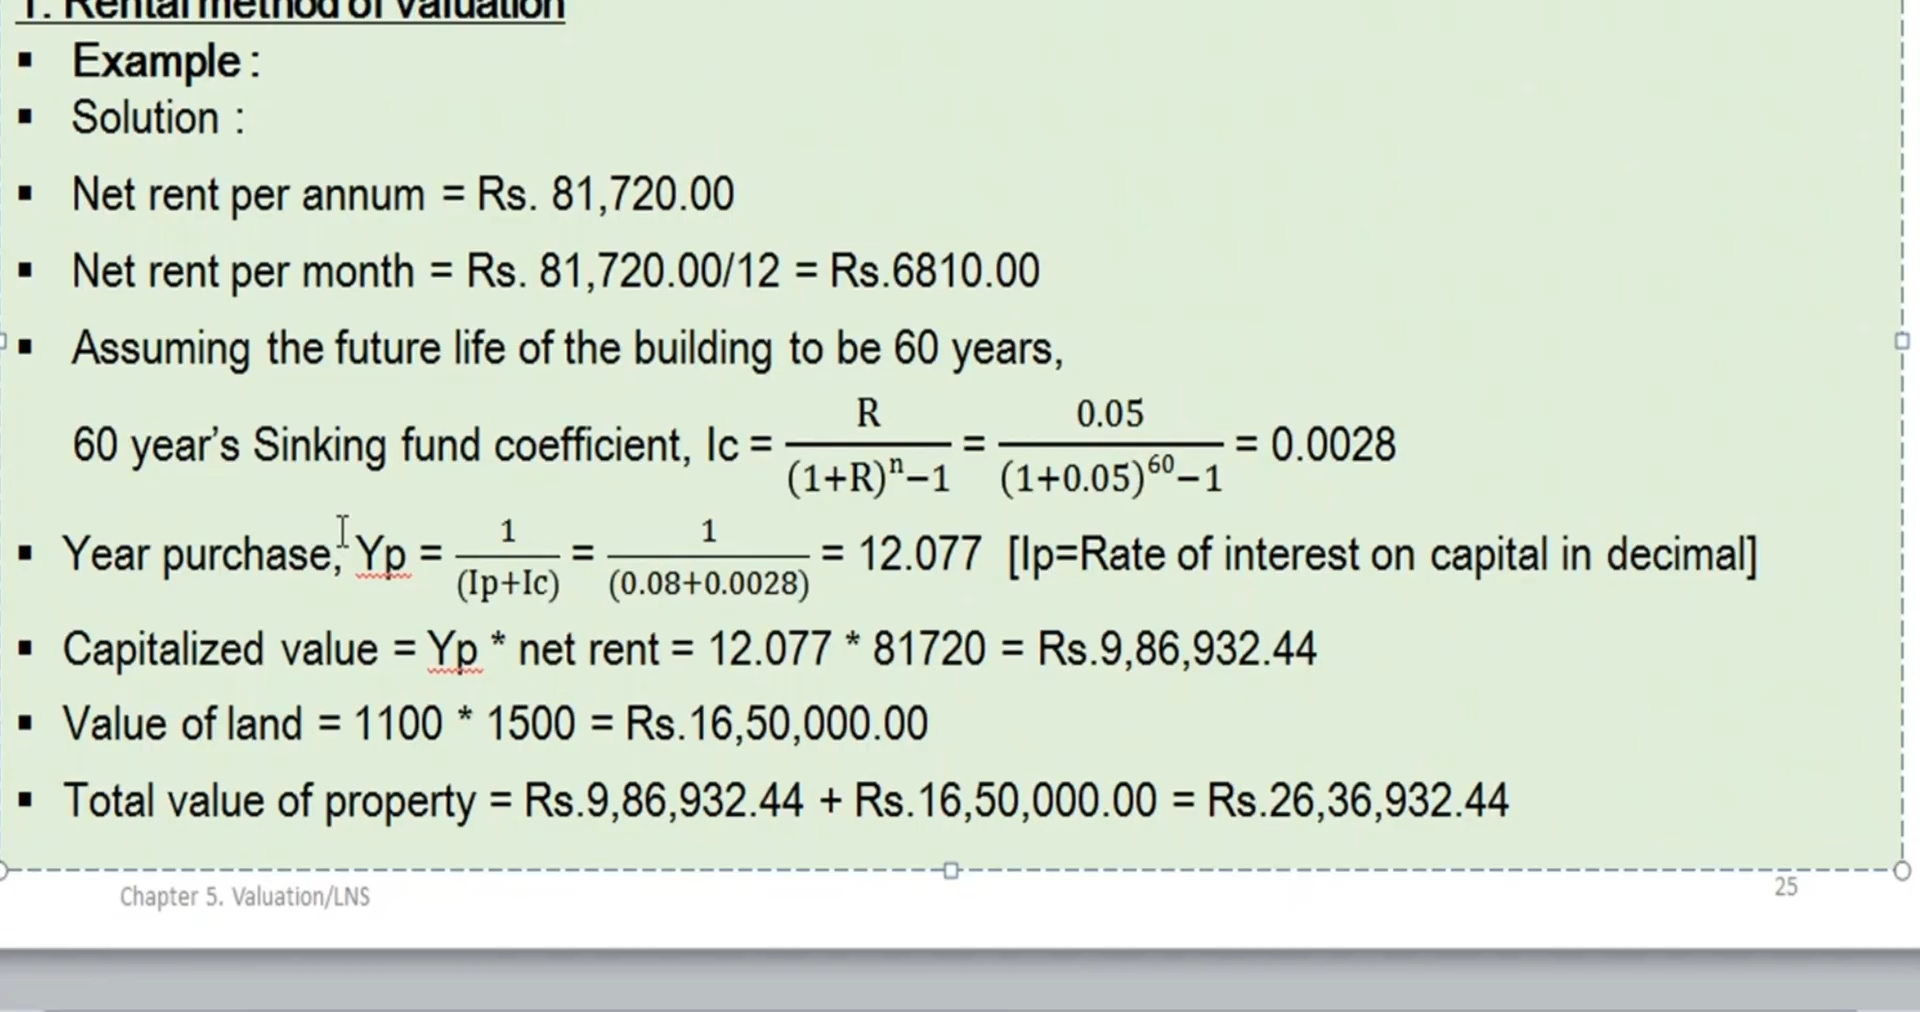 1. Rental method of valuation
▪ Example :
▪ Solution :
▪ Net rent per annum = Rs. 81,720.00
▪ Net rent per month = Rs. 81,720.00/12 = Rs.6810.00
▪ Assuming the future life of the building to be 60 years,
60 year’s Sinking fund coefficient, Ic = R/((1+R)ⁿ−1) = 0.05/((1+0.05)⁶⁰−1) = 0.0028
▪ Year purchase, Yp = 1/(Ip+Ic) = 1/(0.08+0.0028) = 12.077 [Ip=Rate of interest on capital in decimal]
▪ Capitalized value = Yp * net rent = 12.077 * 81720 = Rs.9,86,932.44
▪ Value of land = 1100 * 1500 = Rs.16,50,000.00
▪ Total value of property = Rs.9,86,932.44 + Rs.16,50,000.00 = Rs.26,36,932.44
Chapter 5. Valuation/LNS
25